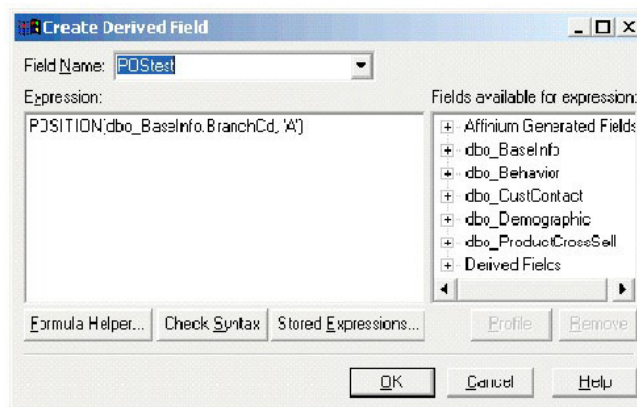 Create Derived Field
Field Name: POStest
Expression:
POSITION(dbo_BaseInfo.BranchCd, 'A')
Fields available for expression:
Affinium Generated Fields
dbo_BaseInfo
dbo_Behavior
dbo_CustContact
dbo_Demographic
dbo_ProductCrossSell
Derived Fields
Formula Helper... Check Syntax Stored Expressions... Profile Remove
OK Cancel Help